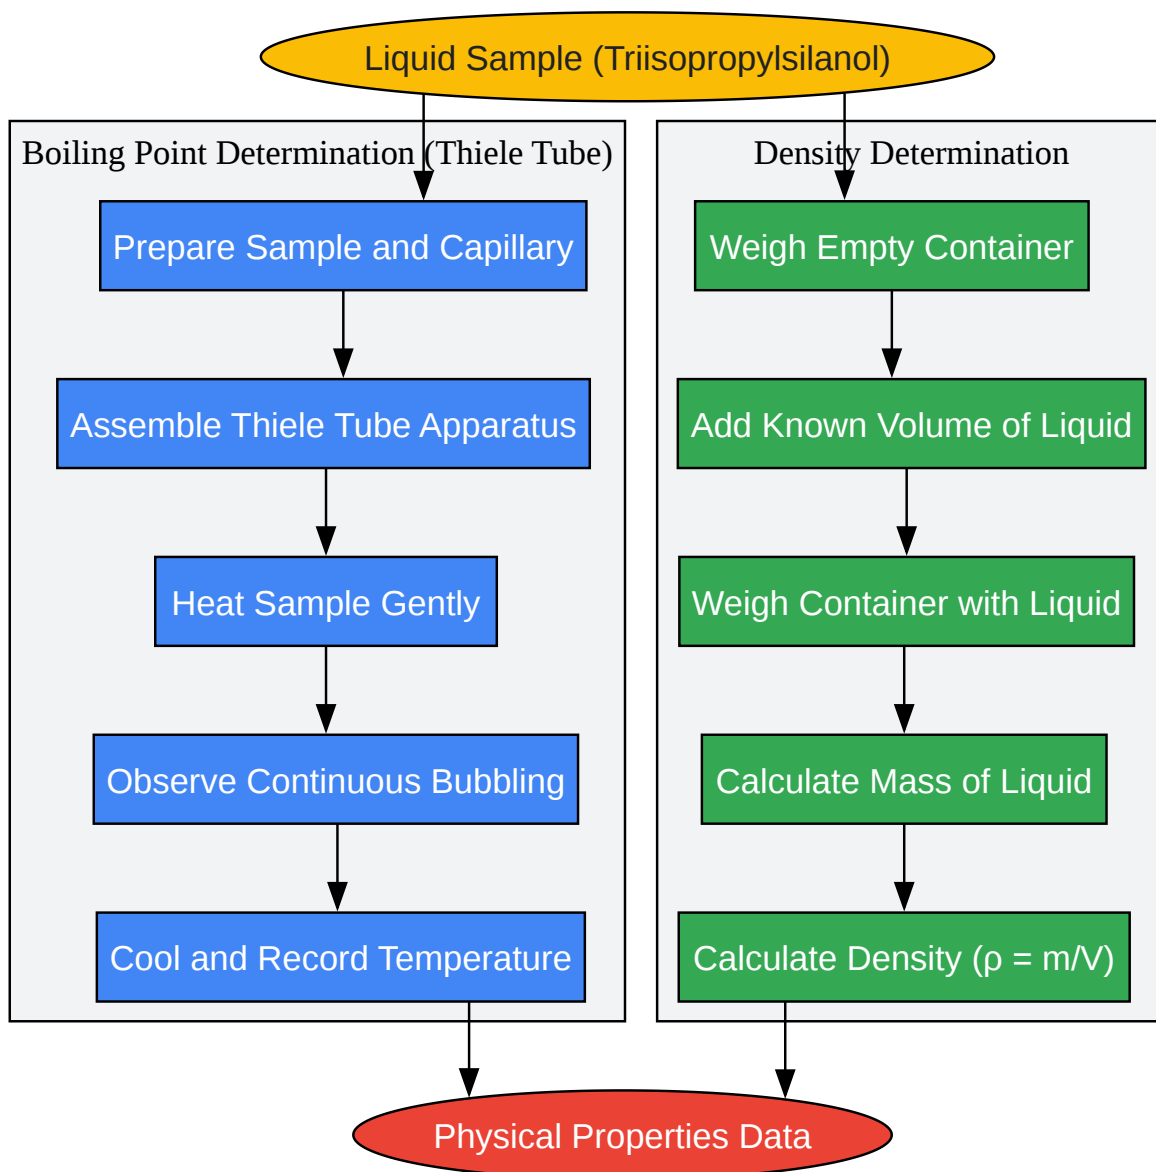 Liquid Sample (Triisopropylsilanol)
Boiling Point Determination (Thiele Tube)
Prepare Sample and Capillary
Assemble Thiele Tube Apparatus
Heat Sample Gently
Observe Continuous Bubbling
Cool and Record Temperature
Density Determination
Weigh Empty Container
Add Known Volume of Liquid
Weigh Container with Liquid
Calculate Mass of Liquid
Calculate Density (ρ = m/V)
Physical Properties Data